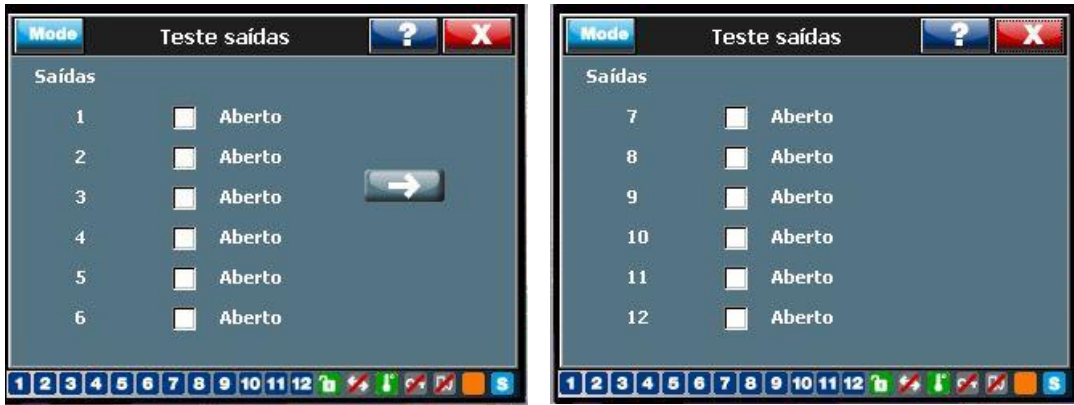 Mode Teste saídas ? X
Saídas
1 Aberto
2 Aberto
3 Aberto
4 Aberto
5 Aberto
6 Aberto
1 2 3 4 5 6 7 8 9 10 11 12 S
Mode Teste saídas ? X
Saídas
7 Aberto
8 Aberto
9 Aberto
10 Aberto
11 Aberto
12 Aberto
1 2 3 4 5 6 7 8 9 10 11 12 S